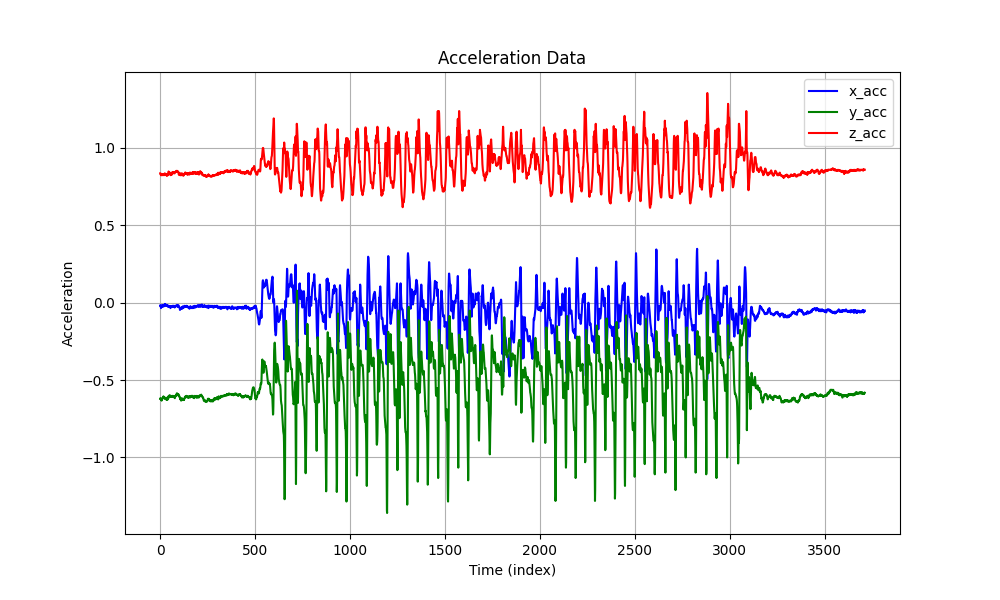 Acceleration Data
x_acc
y_acc
z_acc
Acceleration
1.0
0.5
0.0
−0.5
−1.0
0
500
1000
1500
2000
2500
3000
3500
Time (index)